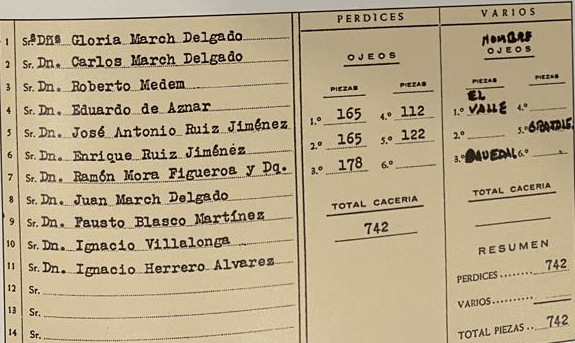 1 Sr.ª Dñª Gloria March Delgado
2 Sr. Dn. Carlos March Delgado
3 Sr. Dn. Roberto Medem
4 Sr. Dn. Eduardo de Aznar
5 Sr. Dn. José Antonio Ruiz Jiménez
6 Sr. Dn. Enrique Ruiz Jiménez
7 Sr. Dn. Ramón Mora Figueroa y Dq.
8 Sr. Dn. Juan March Delgado
9 Sr. Dn. Fausto Blasco Martínez
10 Sr. Dn. Ignacio Villalonga
11 Sr. Dn. Ignacio Herrero Alvarez
12 Sr.
13 Sr.
14 Sr.
PERDICES
OJEOS
PIEZAS PIEZAS
1.º 165 4.º 112
2.º 165 5.º 122
3.º 178 6.º
TOTAL CACERIA
742
VARIOS
NOMBRE
OJEOS
PIEZAS PIEZAS
EL
1.º VALLE 4.º
2.º 5.º
3.º 6.º
TOTAL CACERIA
RESUMEN
PERDICES........ 742
VARIOS..........
TOTAL PIEZAS.. 742